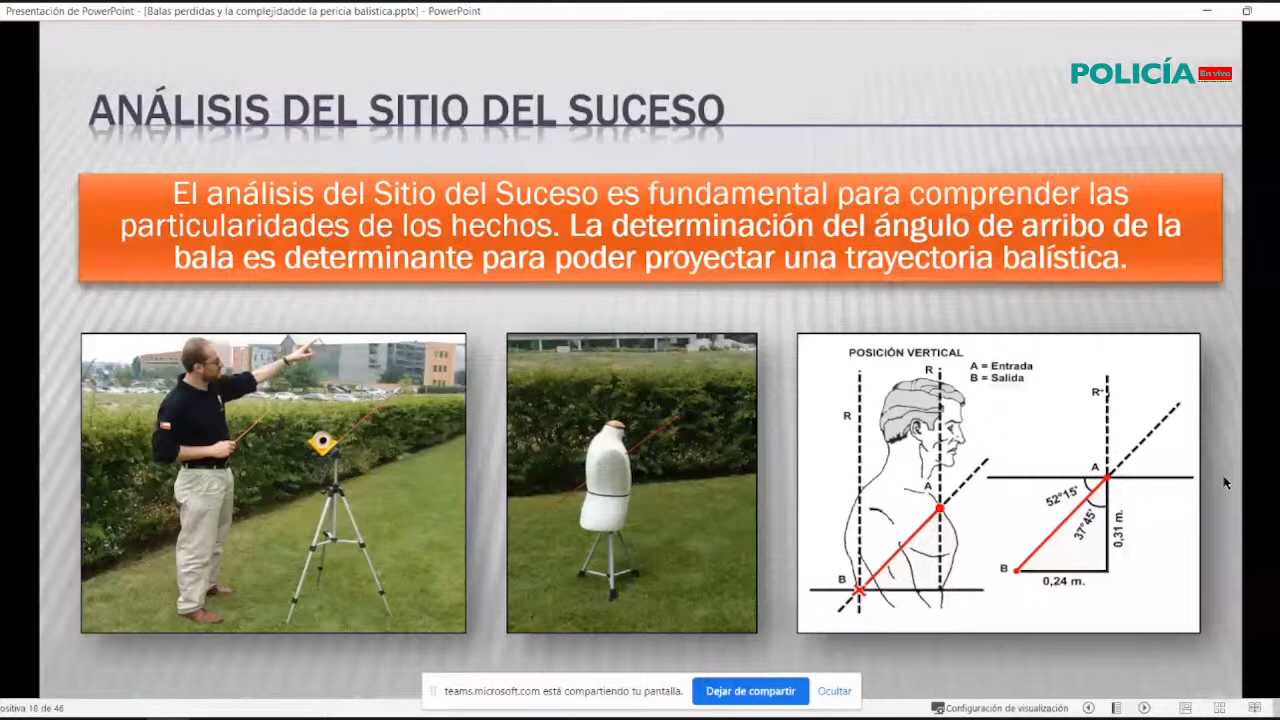 Presentación de PowerPoint - [Balas perdidas y la complejidadde la pericia balística.pptx] - PowerPoint
POLICÍA
En vivo
ANÁLISIS DEL SITIO DEL SUCESO
El análisis del Sitio del Suceso es fundamental para comprender las
particularidades de los hechos. La determinación del ángulo de arribo de la
bala es determinante para poder proyectar una trayectoria balística.
POSICIÓN VERTICAL
A = Entrada
B = Salida
R
R
A
B
R
A
52°15'
37°45'
0,31 m.
B
0,24 m.
teams.microsoft.com está compartiendo tu pantalla.
Dejar de compartir
Ocultar
ositiva 18 de 46
Configuración de visualización